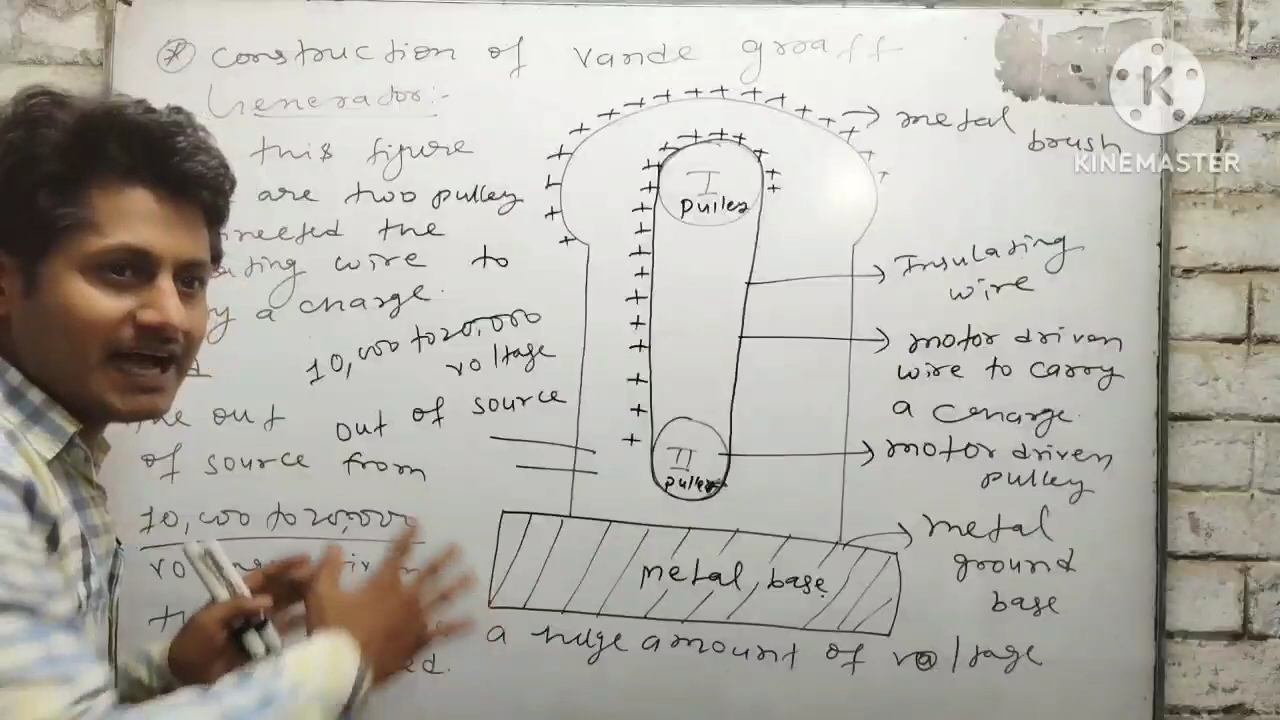 * construction of vande graaff
Generador:-
this figure
are two pulley
the
wire to
a charge.
10,000 to 20,000
voltage
out of source
out
of source from
10,000 to 20,000
a huge amount of voltage
ed.
I
pulley
II
pulley
metal base
metal
brush
Insulating
wire
motor driven
wire to carry
a charge.
motor driven
pulley
metal
ground
base
K
KINEMASTER